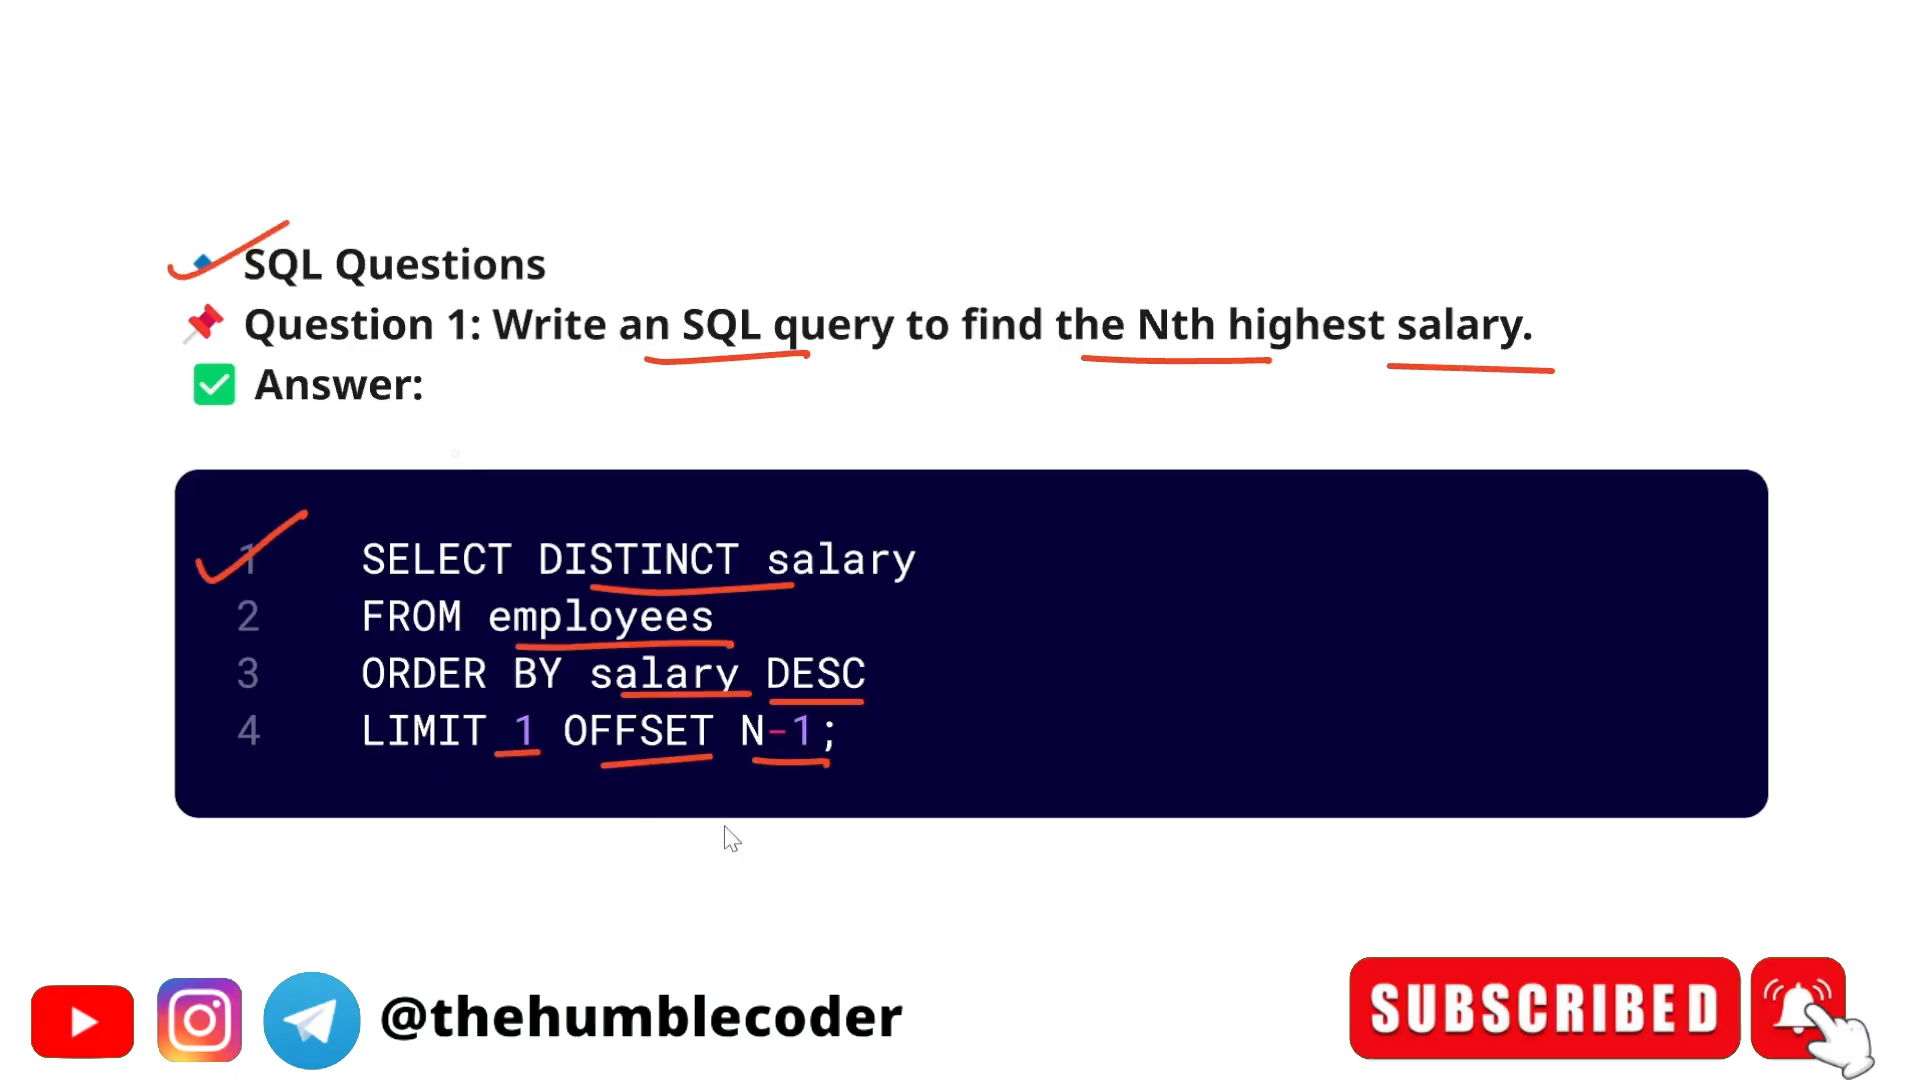 SQL Questions
Question 1: Write an SQL query to find the Nth highest salary.
Answer:
1 SELECT DISTINCT salary
2 FROM employees
3 ORDER BY salary DESC
4 LIMIT 1 OFFSET N-1;
@thehumblecoder
SUBSCRIBED